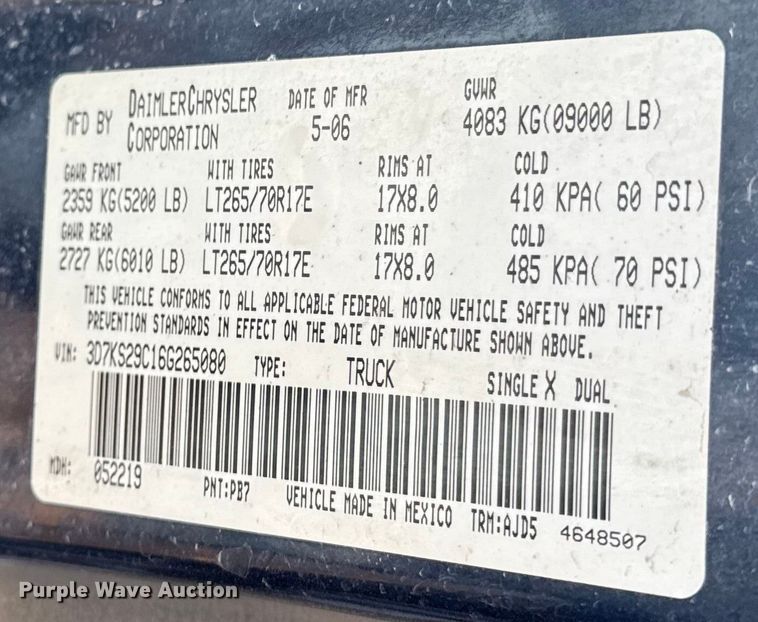 MFD BY DAIMLERCHRYSLER CORPORATION DATE OF MFR 5-06 GVWR 4083 KG(09000 LB)
GAWR FRONT WITH TIRES RIMS AT COLD
2359 KG(5200 LB) LT265/70R17E 17X8.0 410 KPA( 60 PSI)
GAWR REAR WITH TIRES RIMS AT COLD
2727 KG(6010 LB) LT265/70R17E 17X8.0 485 KPA( 70 PSI)
THIS VEHICLE CONFORMS TO ALL APPLICABLE FEDERAL MOTOR VEHICLE SAFETY AND THEFT
PREVENTION STANDARDS IN EFFECT ON THE DATE OF MANUFACTURE SHOWN ABOVE.
VIN: 3D7KS29C16G265080 TYPE: TRUCK SINGLE X DUAL
MDH: 052219 PNT:PB7 VEHICLE MADE IN MEXICO TRM:AJD5 4648507
Purple Wave Auction